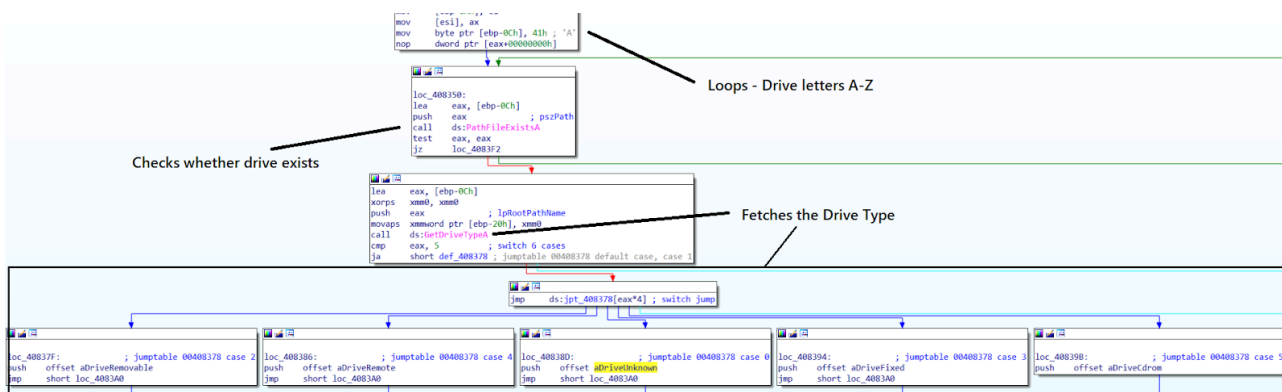 mov [esi], ax
mov byte ptr [ebp-0Ch], 41h ; 'A'
nop dword ptr [eax+00000000h]
Loops - Drive letters A-Z
loc_408350:
lea eax, [ebp-0Ch]
push eax ; pszPath
call ds:PathFileExistsA
test eax, eax
jz loc_4083F2
Checks whether drive exists
lea eax, [ebp-0Ch]
xorps xmm0, xmm0
push eax ; lpRootPathName
movaps xmmword ptr [ebp-20h], xmm0
call ds:GetDriveTypeA
cmp eax, 5 ; switch 6 cases
ja short def_408378 ; jumptable 00408378 default case, case 1
Fetches the Drive Type
jmp ds:jpt_408378[eax*4] ; switch jump
loc_40837F: ; jumptable 00408378 case 2
push offset aDriveRemovable
jmp short loc_4083A0
loc_408386: ; jumptable 00408378 case 4
push offset aDriveRemote
jmp short loc_4083A0
loc_40838D: ; jumptable 00408378 case 0
push offset aDriveUnknown
jmp short loc_4083A0
loc_408394: ; jumptable 00408378 case 3
push offset aDriveFixed
jmp short loc_4083A0
loc_40839B: ; jumptable 00408378 case 5
push offset aDriveCdrom